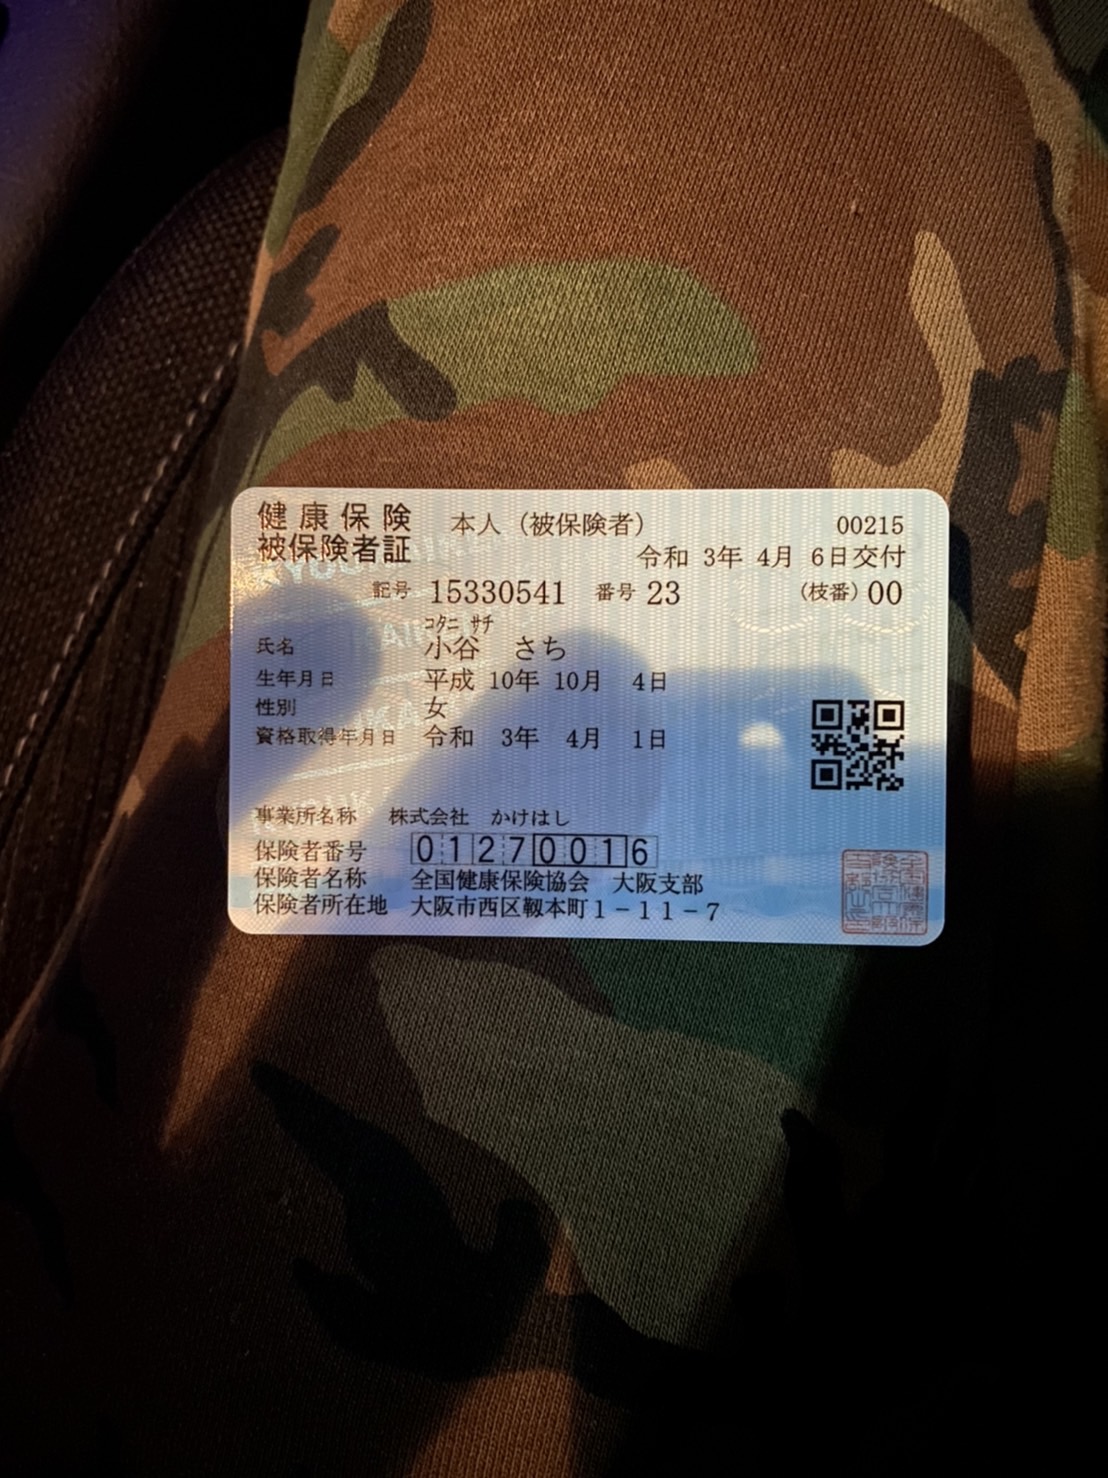 健康保険 本人（被保険者） 00215
被保険者証 令和 3年 4月 6日交付
記号 15330541 番号 23 （枝番）00
コタニ サチ
氏名 小谷 さち
生年月日 平成 10年 10月 4日
性別 女
資格取得年月日 令和 3年 4月 1日
事業所名称 株式会社 かけはし
保険者番号 01270016
保険者名称 全国健康保険協会 大阪支部
保険者所在地 大阪市西区靱本町1－11－7